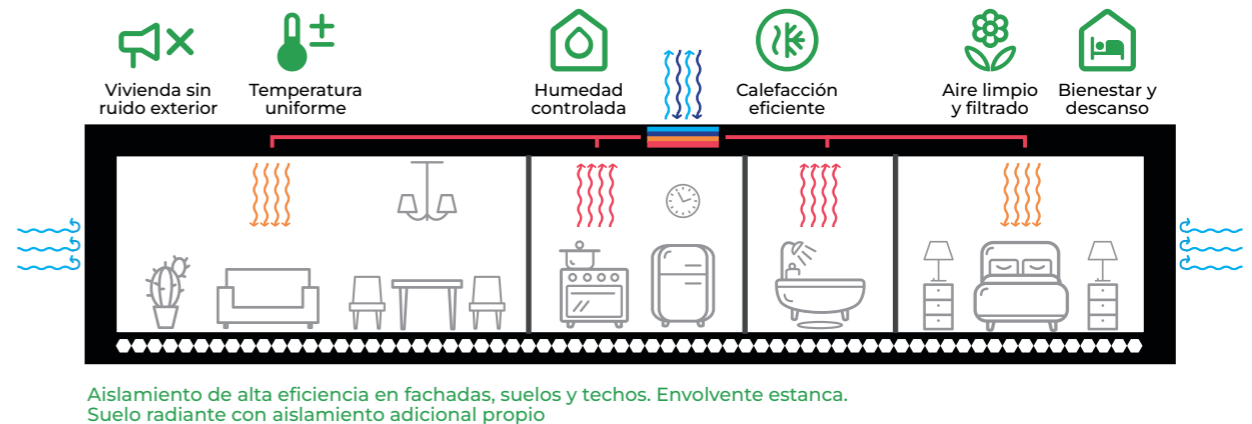 Vivienda sin
ruido exterior
Temperatura
uniforme
Humedad
controlada
Calefacción
eficiente
Aire limpio
y filtrado
Bienestar y
descanso
Aislamiento de alta eficiencia en fachadas, suelos y techos. Envolvente estanca.
Suelo radiante con aislamiento adicional propio